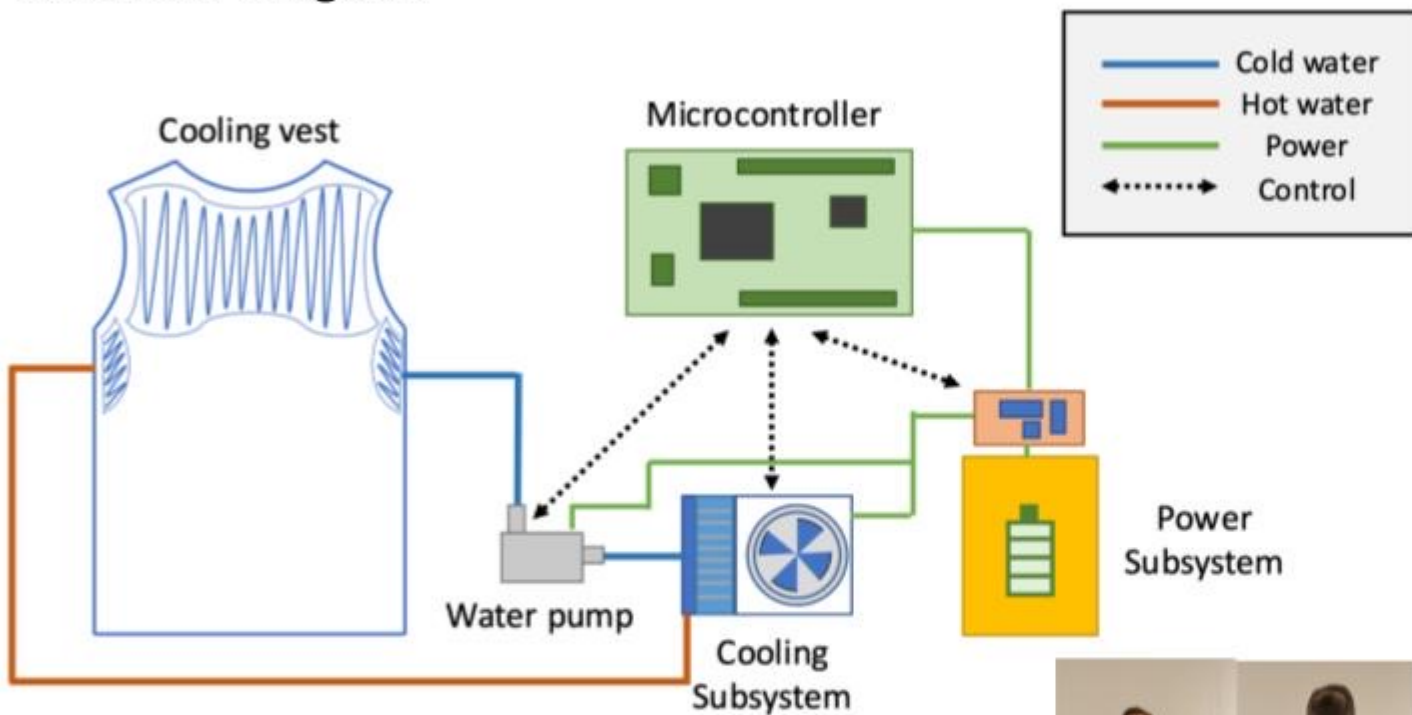 Cooling vest
Microcontroller
Cold water
Hot water
Power
Control
Water pump
Cooling
Subsystem
Power
Subsystem